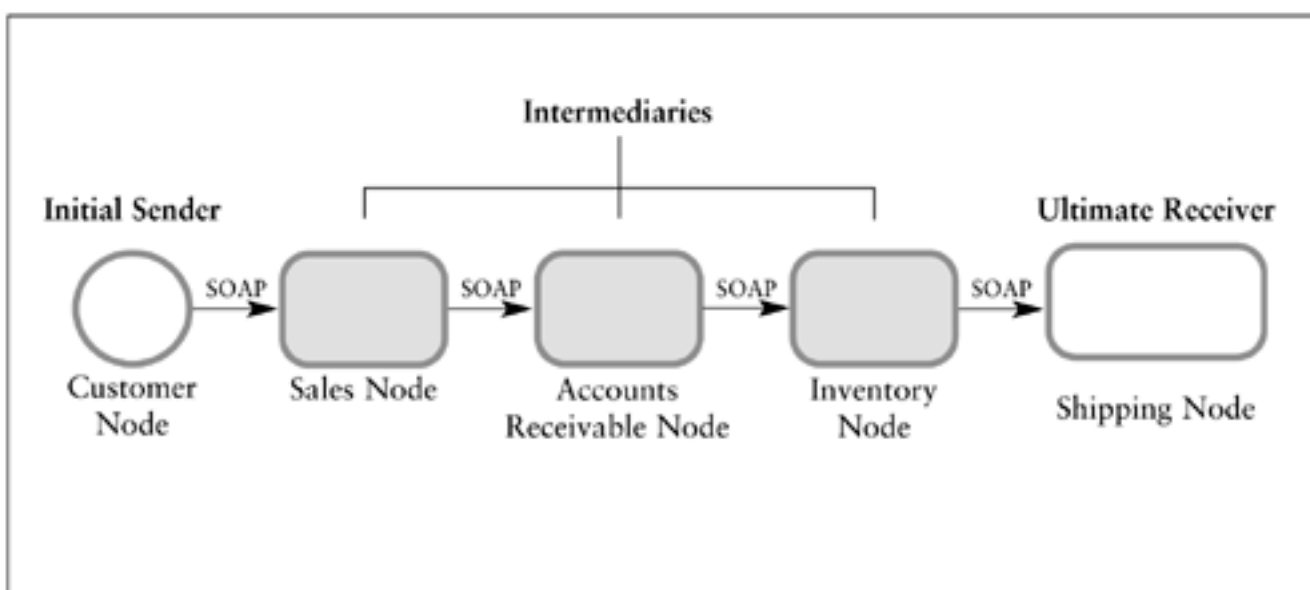 Intermediaries
Initial Sender
Ultimate Receiver
SOAP
SOAP
SOAP
SOAP
Customer
Node
Sales Node
Accounts
Receivable Node
Inventory
Node
Shipping Node